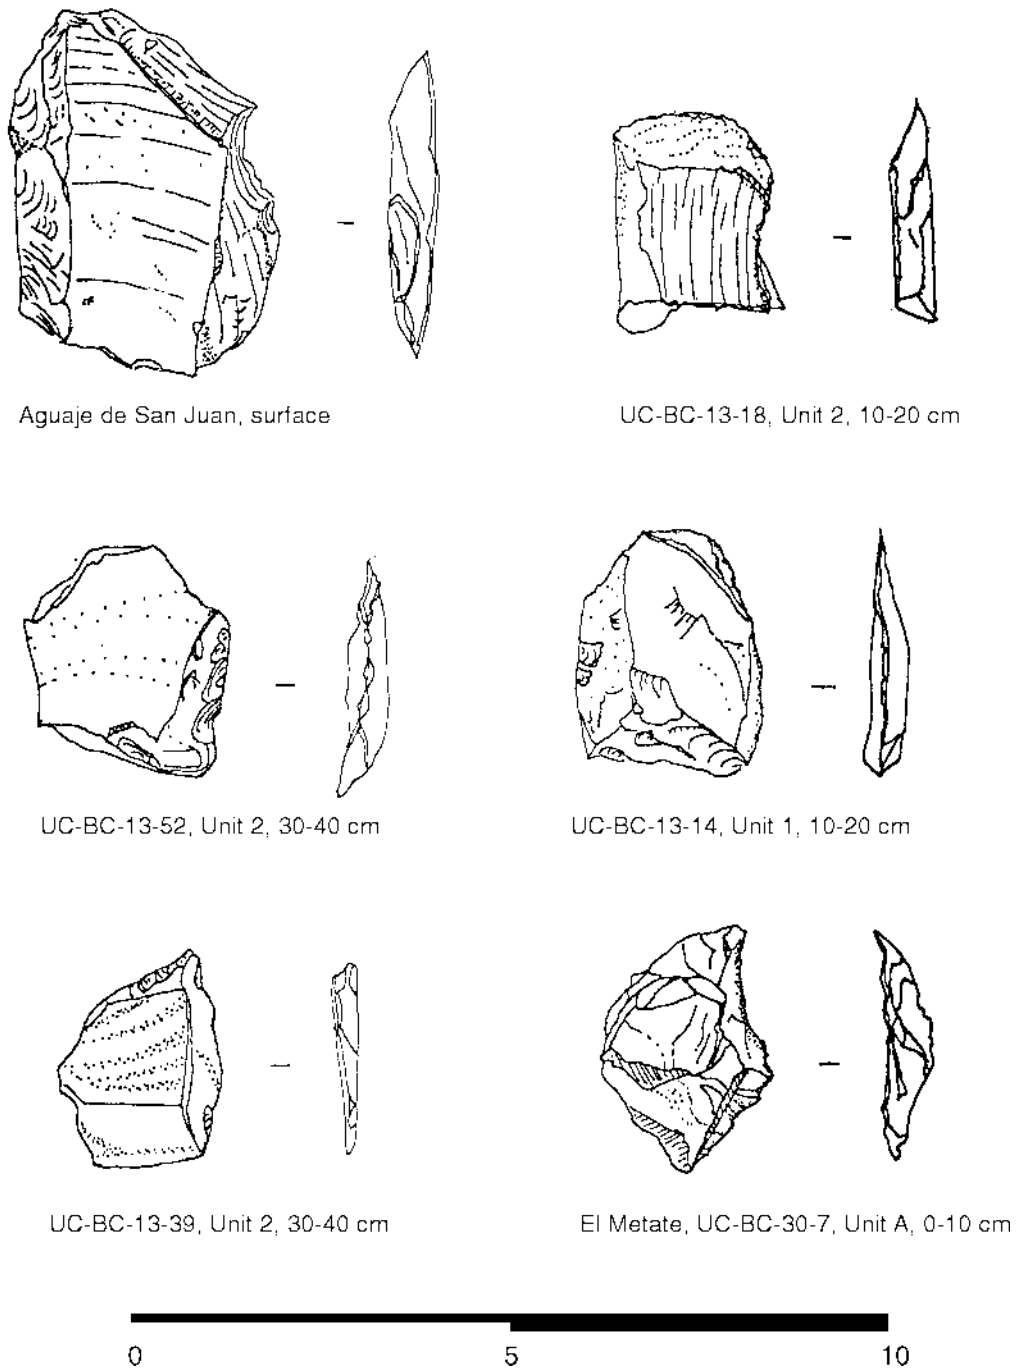 Aguaje de San Juan, surface
UC-BC-13-18, Unit 2, 10-20 cm
UC-BC-13-52, Unit 2, 30-40 cm
UC-BC-13-14, Unit 1, 10-20 cm
UC-BC-13-39, Unit 2, 30-40 cm
El Metate, UC-BC-30-7, Unit A, 0-10 cm
0 5 10